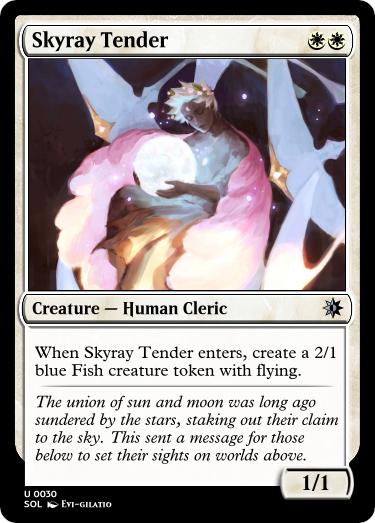 Skyray Tender
Creature — Human Cleric
When Skyray Tender enters, create a 2/1
blue Fish creature token with flying.
The union of sun and moon was long ago
sundered by the stars, staking out their claim
to the sky. This sent a message for those
below to set their sights on worlds above.
1/1
U 0030
SOL Evi-gilatio